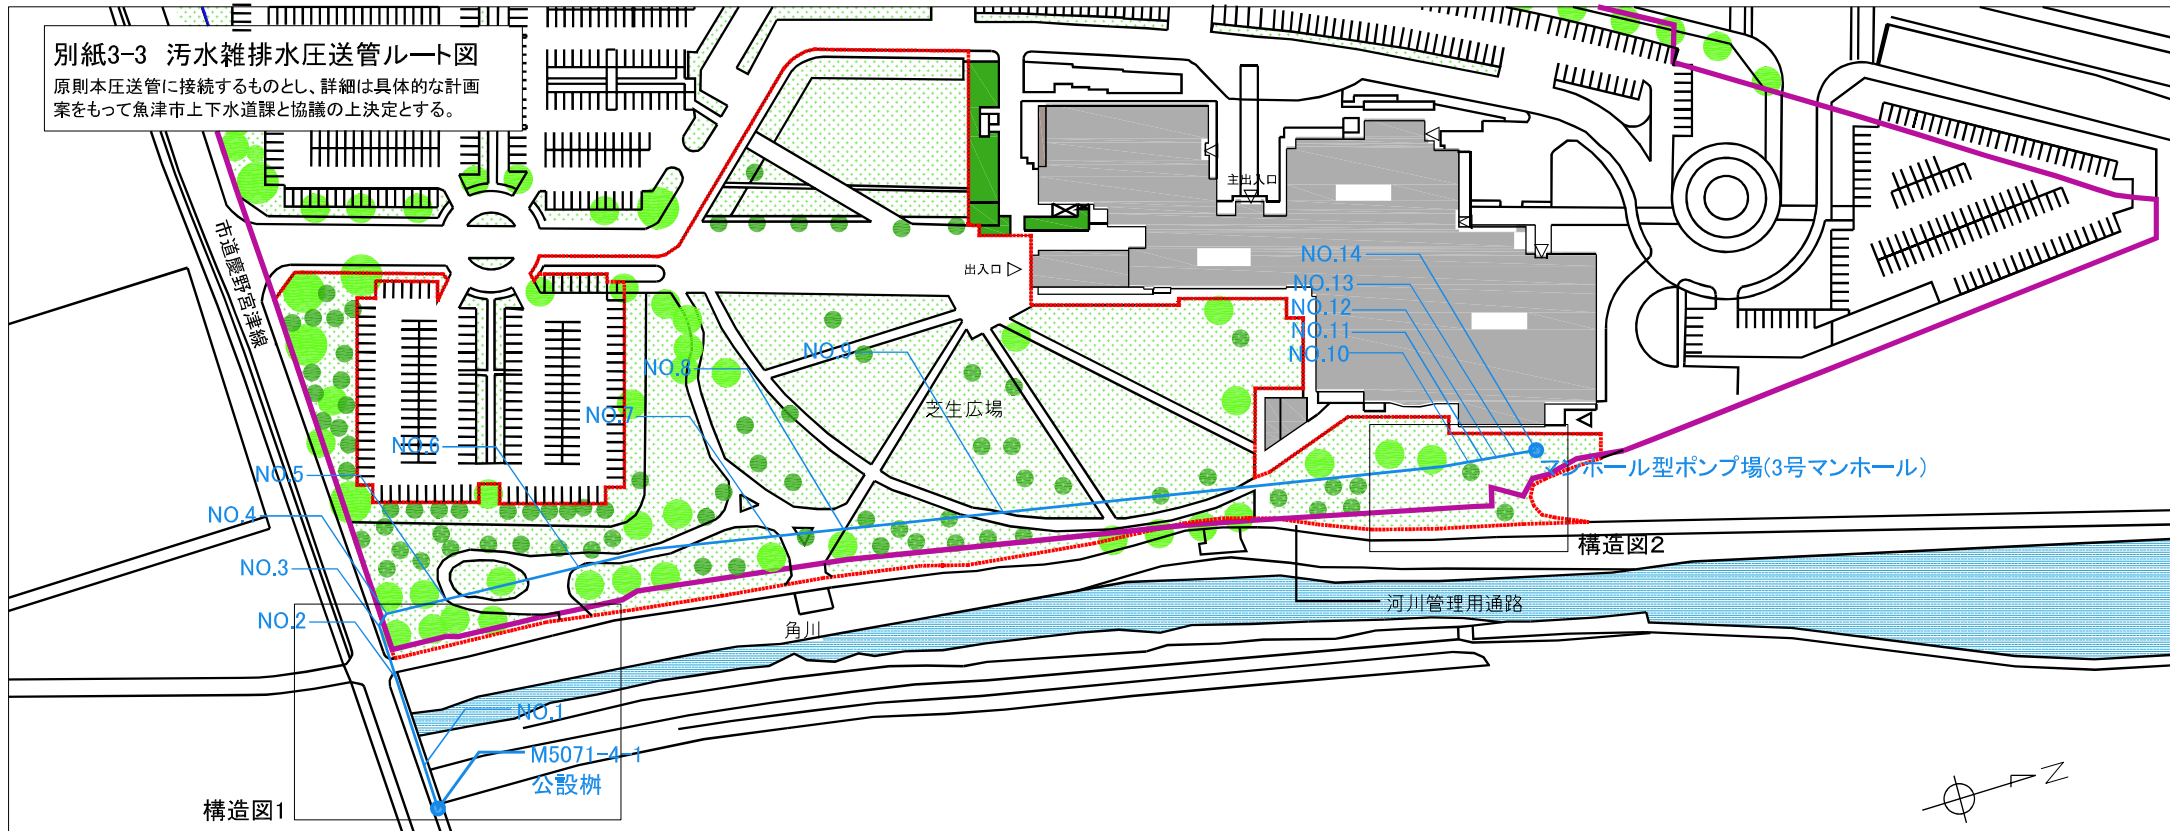 別紙3-3 汚水雑排水圧送管ルート図
原則本圧送管に接続するものとし、詳細は具体的な計画
案をもって魚津市上下水道課と協議の上決定とする。
市道慶野宮津線
主出入口
出入口
NO.14
NO.13
NO.12
NO.11
NO.10
NO.9
NO.8
NO.7
NO.6
NO.5
NO.4
NO.3
NO.2
NO.1
芝生広場
マンホール型ポンプ場(3号マンホール)
構造図2
河川管理用通路
角川
M5071-4-1
公設桝
構造図1
N